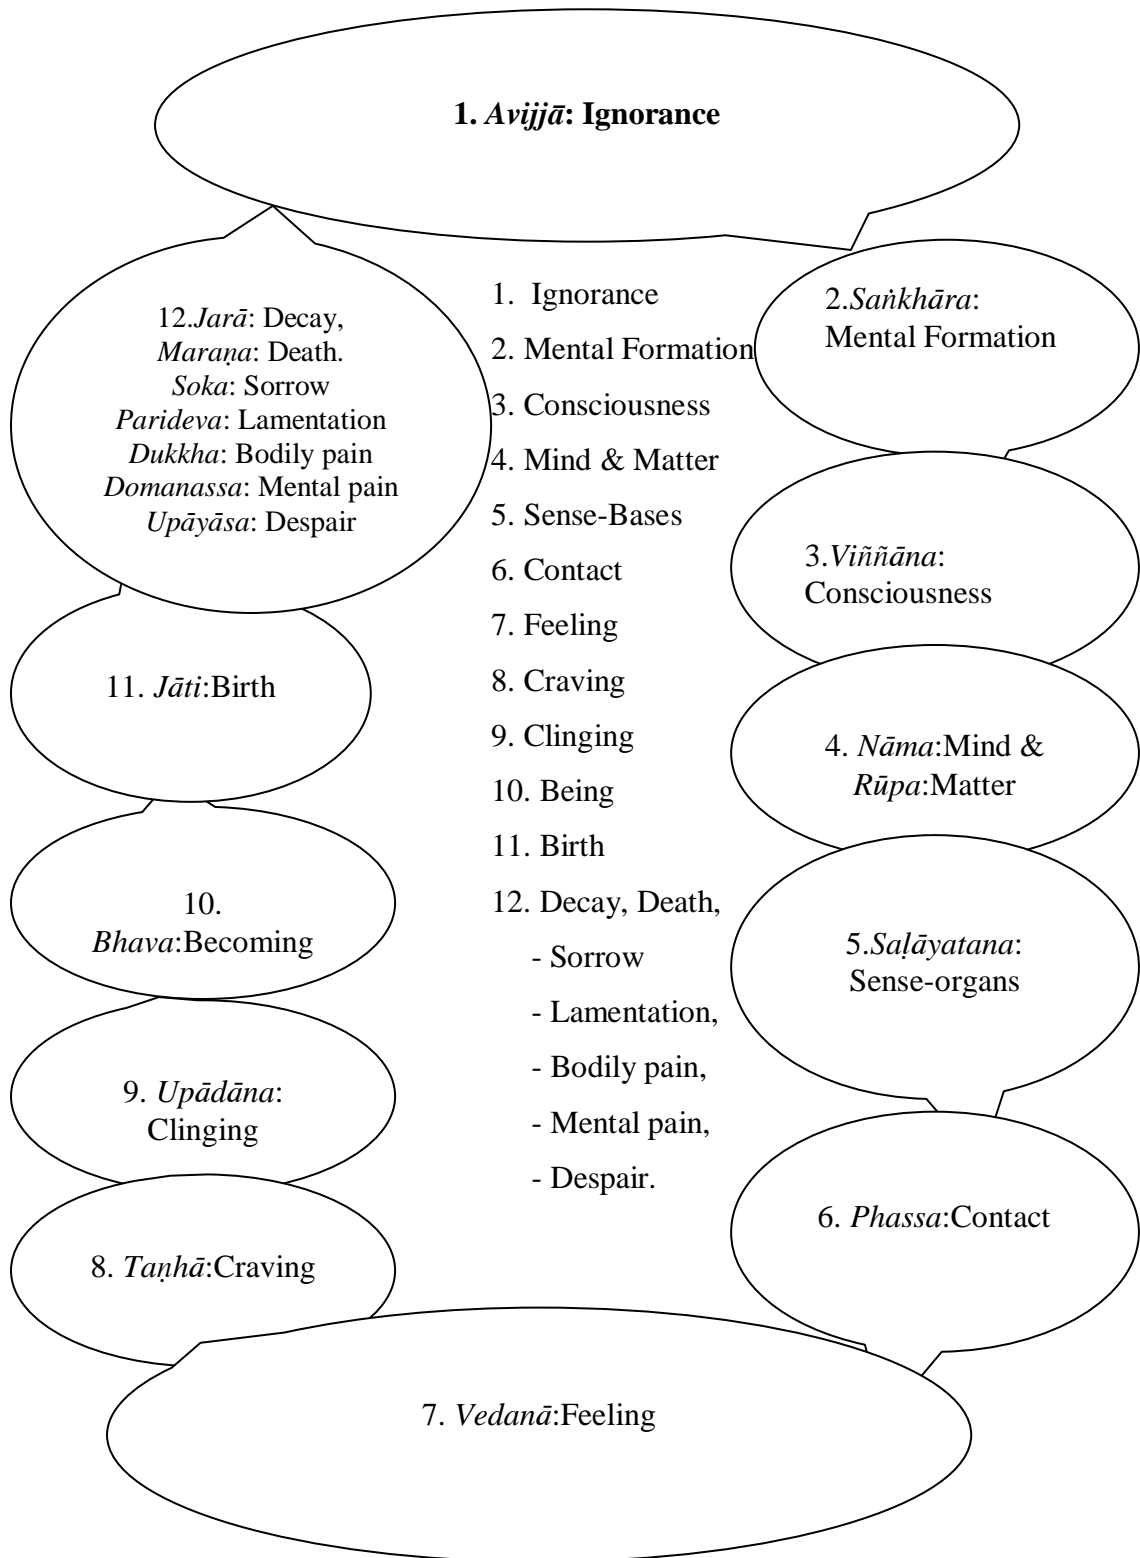 1. Avijjā: Ignorance
2.Saṅkhāra:
Mental Formation
3.Viññāna:
Consciousness
4. Nāma:Mind &
Rūpa:Matter
5.Saḷāyatana:
Sense-organs
6. Phassa:Contact
7. Vedanā:Feeling
8. Taṇhā:Craving
9. Upādāna:
Clinging
10.
Bhava:Becoming
11. Jāti:Birth
12.Jarā: Decay,
Maraṇa: Death.
Soka: Sorrow
Parideva: Lamentation
Dukkha: Bodily pain
Domanassa: Mental pain
Upāyāsa: Despair
1. Ignorance
2. Mental Formation
3. Consciousness
4. Mind & Matter
5. Sense-Bases
6. Contact
7. Feeling
8. Craving
9. Clinging
10. Being
11. Birth
12. Decay, Death,
- Sorrow
- Lamentation,
- Bodily pain,
- Mental pain,
- Despair.